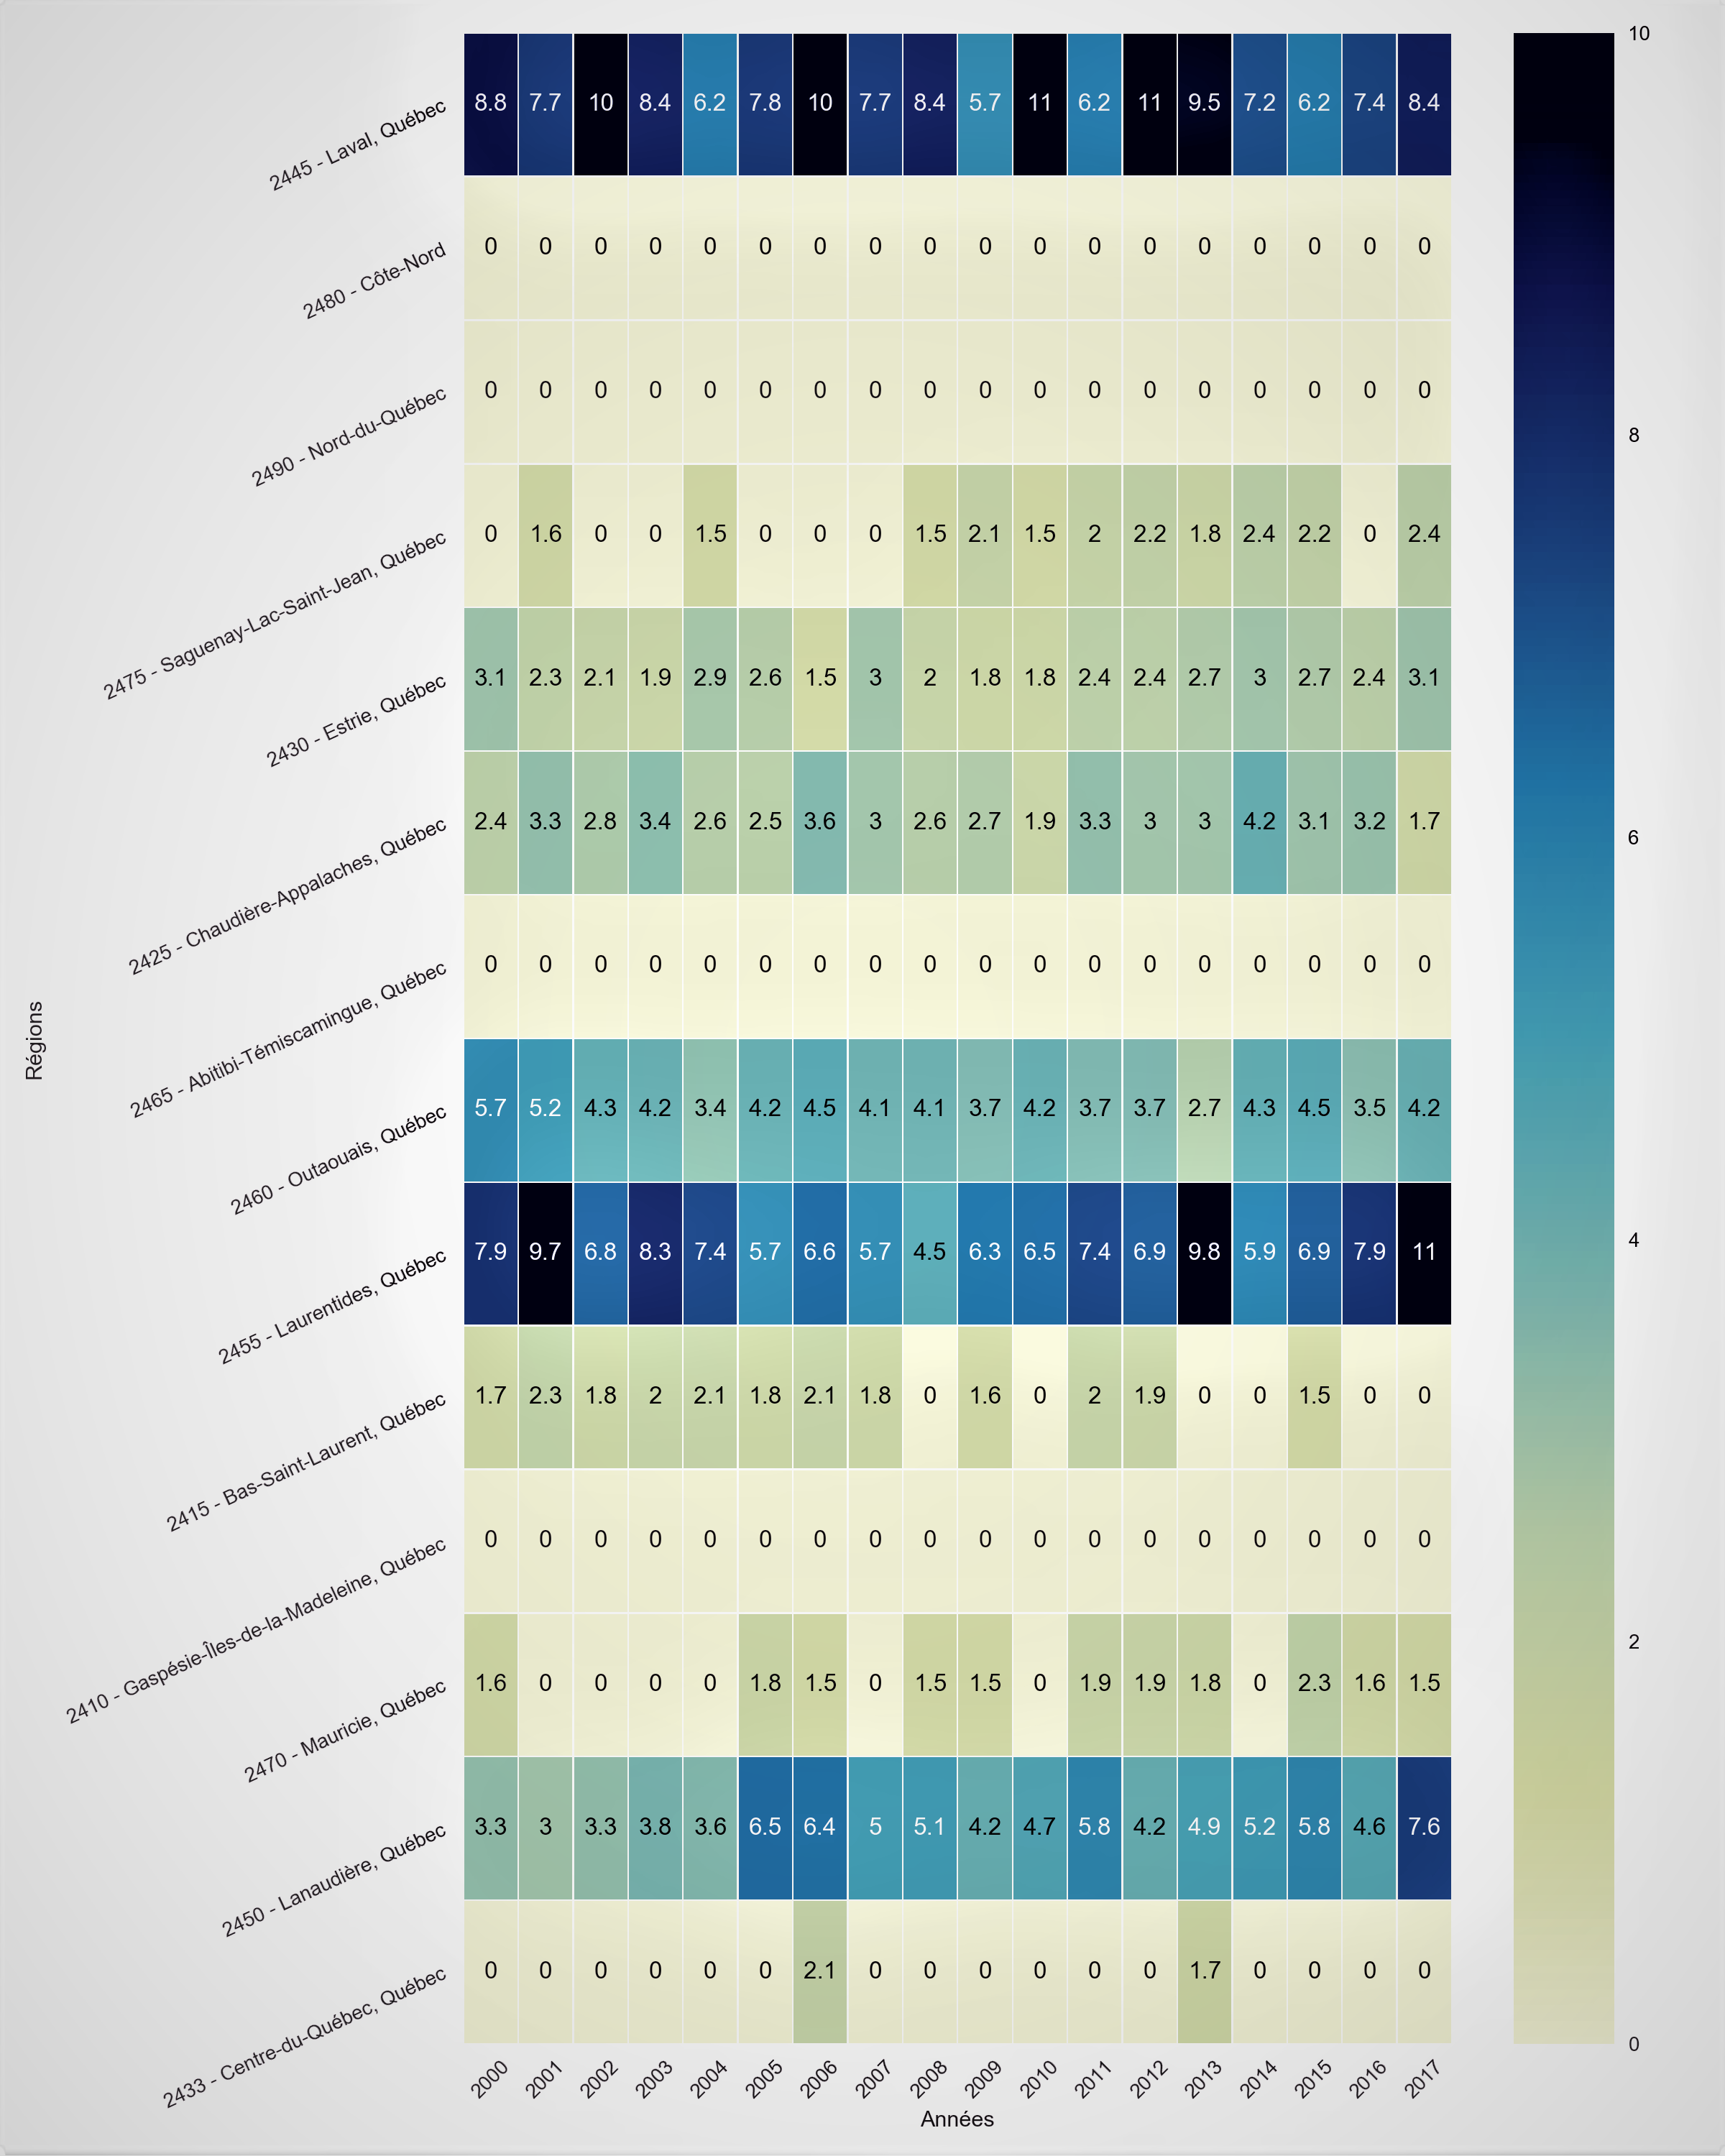 2445 - Laval, Québec 8.8 7.7 10 8.4 6.2 7.8 10 7.7 8.4 5.7 11 6.2 11 9.5 7.2 6.2 7.4 8.4
2480 - Côte-Nord 0 0 0 0 0 0 0 0 0 0 0 0 0 0 0 0 0 0
2490 - Nord-du-Québec 0 0 0 0 0 0 0 0 0 0 0 0 0 0 0 0 0 0
2475 - Saguenay-Lac-Saint-Jean, Québec 0 1.6 0 0 1.5 0 0 0 1.5 2.1 1.5 2 2.2 1.8 2.4 2.2 0 2.4
2430 - Estrie, Québec 3.1 2.3 2.1 1.9 2.9 2.6 1.5 3 2 1.8 1.8 2.4 2.4 2.7 3 2.7 2.4 3.1
2425 - Chaudière-Appalaches, Québec 2.4 3.3 2.8 3.4 2.6 2.5 3.6 3 2.6 2.7 1.9 3.3 3 3 4.2 3.1 3.2 1.7
2465 - Abitibi-Témiscamingue, Québec 0 0 0 0 0 0 0 0 0 0 0 0 0 0 0 0 0 0
2460 - Outaouais, Québec 5.7 5.2 4.3 4.2 3.4 4.2 4.5 4.1 4.1 3.7 4.2 3.7 3.7 2.7 4.3 4.5 3.5 4.2
2455 - Laurentides, Québec 7.9 9.7 6.8 8.3 7.4 5.7 6.6 5.7 4.5 6.3 6.5 7.4 6.9 9.8 5.9 6.9 7.9 11
2415 - Bas-Saint-Laurent, Québec 1.7 2.3 1.8 2 2.1 1.8 2.1 1.8 0 1.6 0 2 1.9 0 0 1.5 0 0
2410 - Gaspésie-Îles-de-la-Madeleine, Québec 0 0 0 0 0 0 0 0 0 0 0 0 0 0 0 0 0 0
2470 - Mauricie, Québec 1.6 0 0 0 0 1.8 1.5 0 1.5 1.5 0 1.9 1.9 1.8 0 2.3 1.6 1.5
2450 - Lanaudière, Québec 3.3 3 3.3 3.8 3.6 6.5 6.4 5 5.1 4.2 4.7 5.8 4.2 4.9 5.2 5.8 4.6 7.6
2433 - Centre-du-Québec, Québec 0 0 0 0 0 0 2.1 0 0 0 0 0 0 1.7 0 0 0 0
2000 2001 2002 2003 2004 2005 2006 2007 2008 2009 2010 2011 2012 2013 2014 2015 2016 2017
Années
Régions
10
8
6
4
2
0